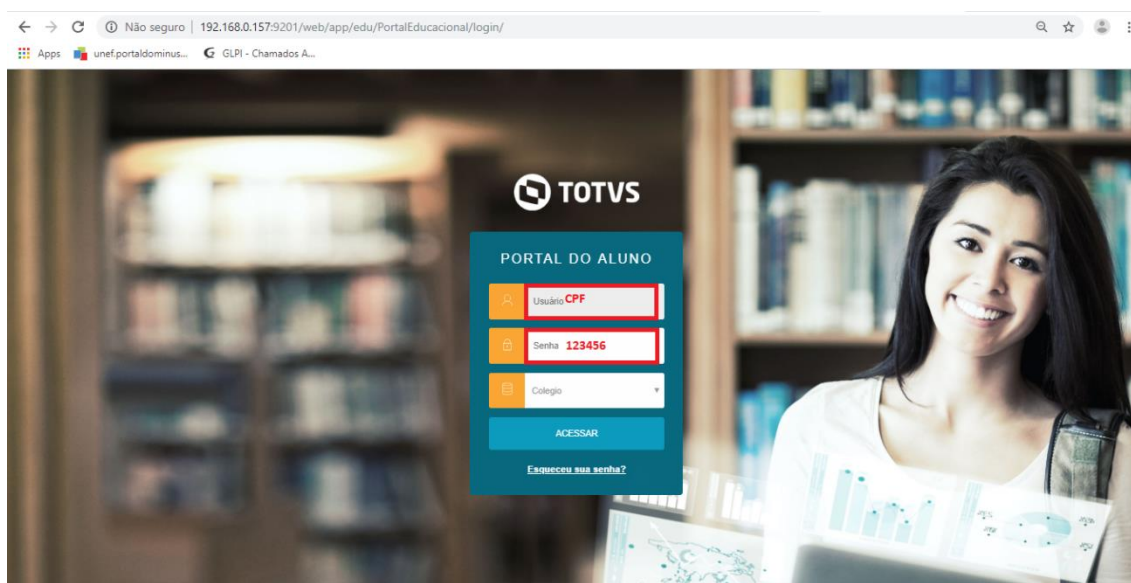 Não seguro | 192.168.0.157:9201/web/app/edu/PortalEducacional/login/
Apps unef.portaldominus... GLPI - Chamados A...
TOTVS
PORTAL DO ALUNO
Usuário CPF
Senha 123456
Colegio
ACESSAR
Esqueceu sua senha?